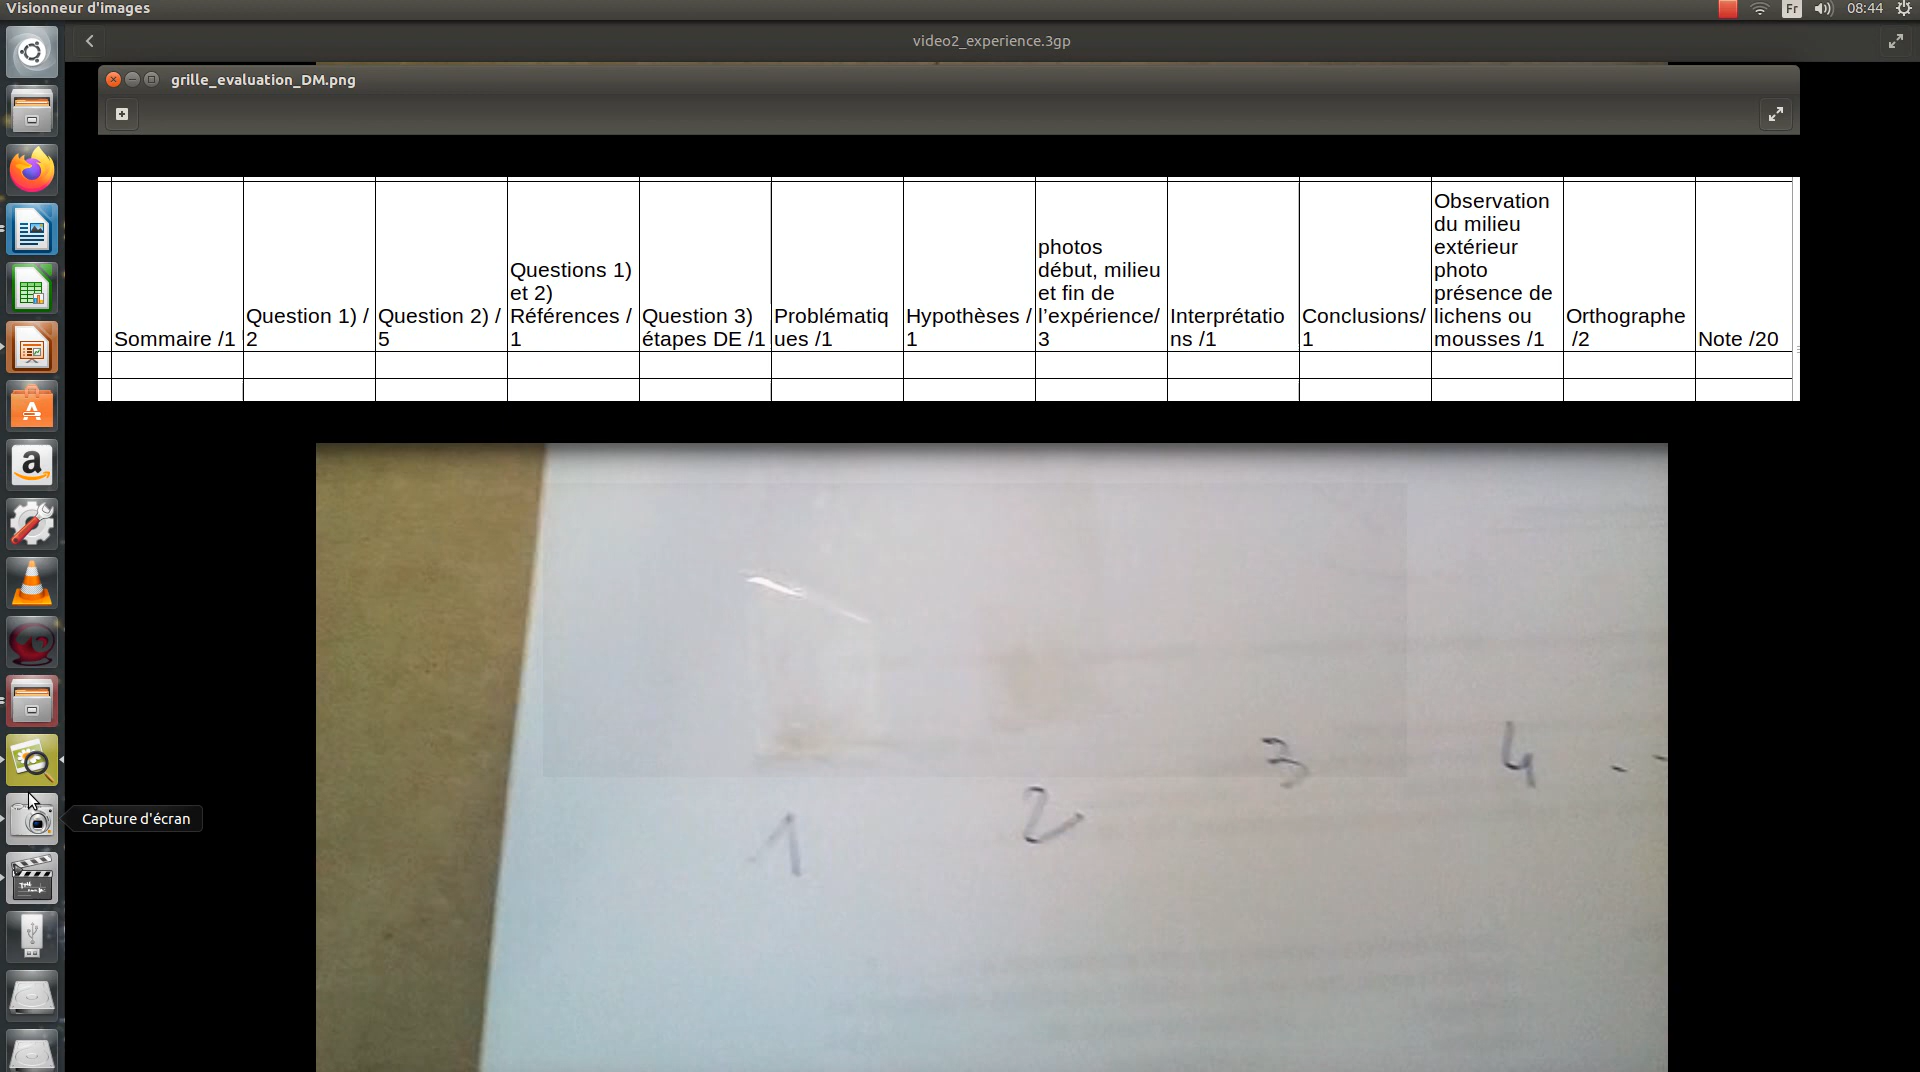 Visionneur d'images
Fr
08:44
video2_experience.3gp
grille_evaluation_DM.png
Sommaire /1
Question 1) /
2
Question 2) /
5
Questions 1)
et 2)
Références /
1
Question 3)
étapes DE /1
Problématiq
ues /1
Hypothèses /
1
photos
début, milieu
et fin de
l'expérience/
3
Interprétatio
ns /1
Conclusions/
1
Observation
du milieu
extérieur
photo
présence de
lichens ou
mousses /1
Orthographe
/2
Note /20
Capture d'écran
1
2
3
4